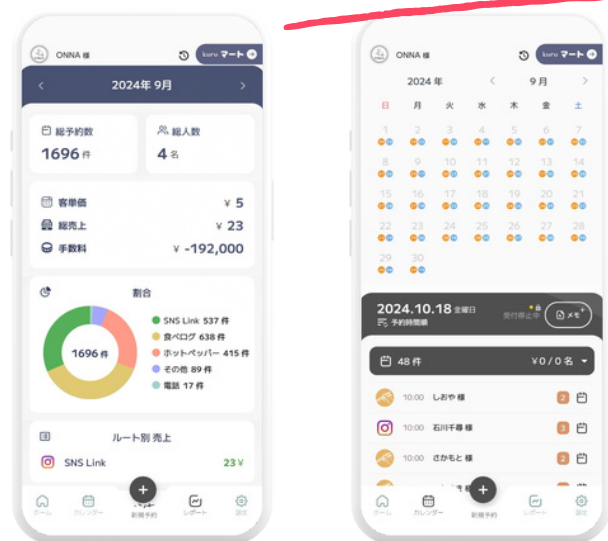 ONNA 様
kuru マート
2024年 9月
総予約数
1696 件
総人数
4 名
客単価 ¥ 5
総売上 ¥ 23
手数料 ¥ -192,000
割合
1696 件
SNS Link 537 件
食べログ 638 件
ホットペッパー 415 件
その他 89 件
電話 17 件
ルート別 売上
SNS Link 23 ¥
ホーム
カレンダー
新規予約
レポート
設定
ONNA 様
kuru マート
2024 年
9 月
日 月 火 水 木 金 土
1 2 3 4 5 6 7
8 9 10 11 12 13 14
15 16 17 18 19 20 21
22 23 24 25 26 27 28
29 30
2024.10.18 金曜日
受付停止中
メモ
予約時間順
48 件
¥0 / 0 名
10:00 しおや 様 2
10:00 石川千尋 様 3
10:00 さかもと 様 2
ホーム
カレンダー
新規予約
レポート
設定